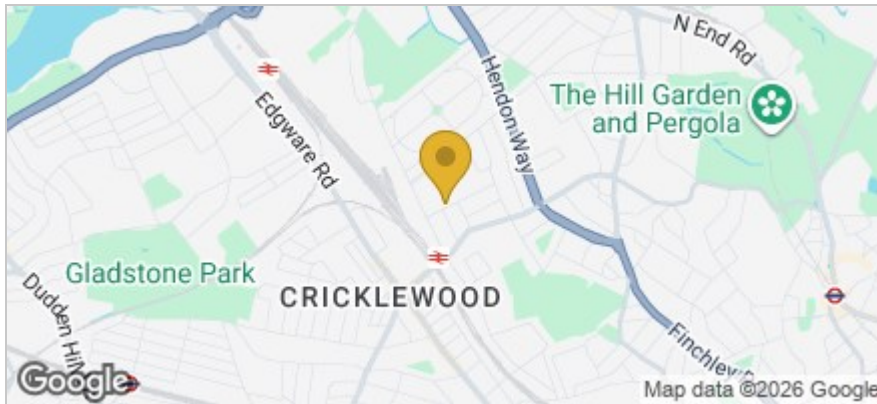 N End Rd
Hendon Way
The Hill Garden
and Pergola
Edgware Rd
Gladstone Park
CRICKLEWOOD
Dudden Hill
Finchley
Google
Map data ©2026 Google